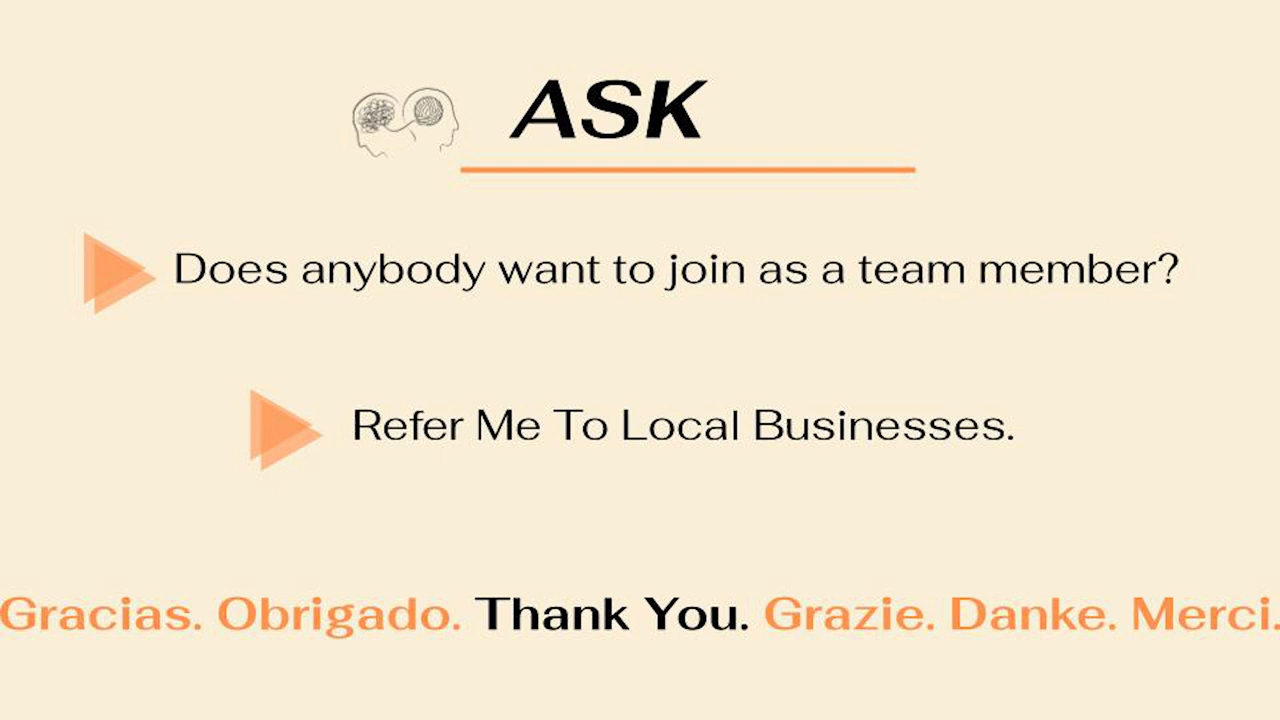 ASK
Does anybody want to join as a team member?
Refer Me To Local Businesses.
Gracias. Obrigado. Thank You. Grazie. Danke. Merci.